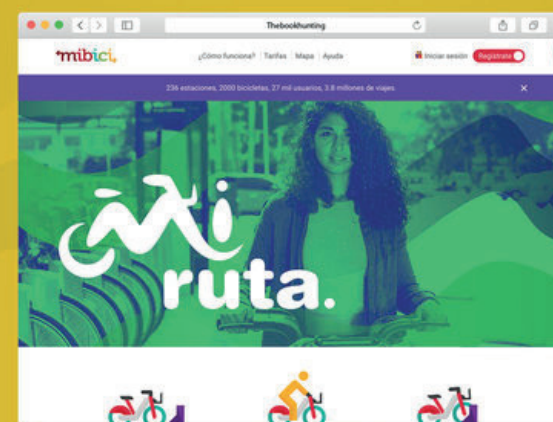 Thebookhunting
mibici
¿Cómo funciona? Tarifas Mapa Ayuda
Iniciar sesión Regístrate
236 estaciones, 2000 bicicletas, 27 mil usuarios, 3.8 millones de viajes
Mi
ruta.